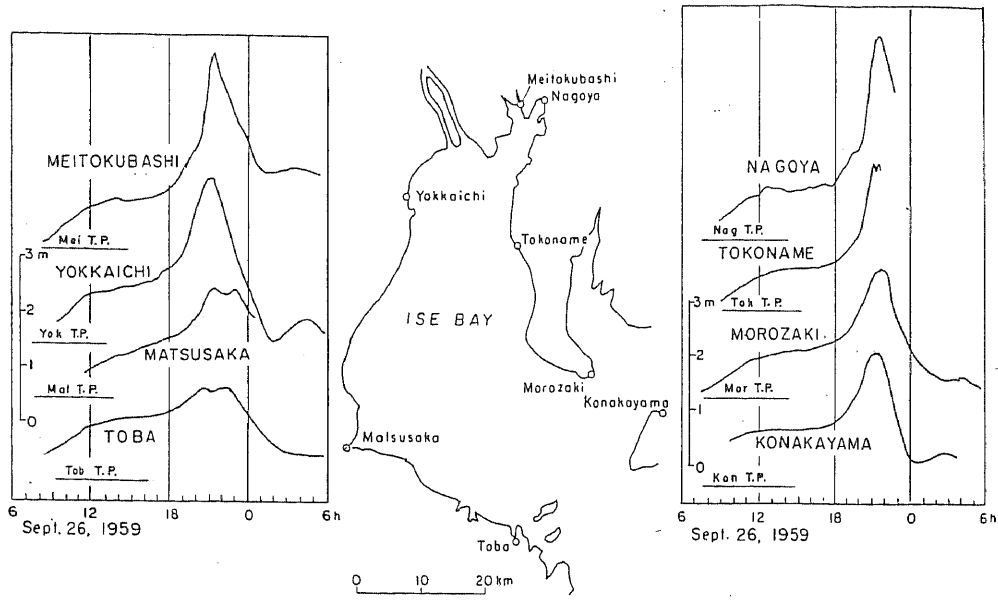 MEITOKUBASHI
Mei T.P.
3 m
YOKKAICHI
2
Yok T.P.
MATSUSAKA
1
Mat T.P.
0
TOBA
Tob T.P.
6 12 18 0 6 h
Sept. 26, 1959
Meitokubashi
Nagoya
Yokkaichi
Tokoname
ISE BAY
Morozaki
Konakayama
Matsusaka
Toba
0 10 20 km
NAGOYA
Nag T.P.
TOKONAME
Tok T.P.
3 m
MOROZAKI
2
Mor T.P.
1
KONAKAYAMA
0
Kon T.P.
6 12 18 0 6 h
Sept. 26, 1959